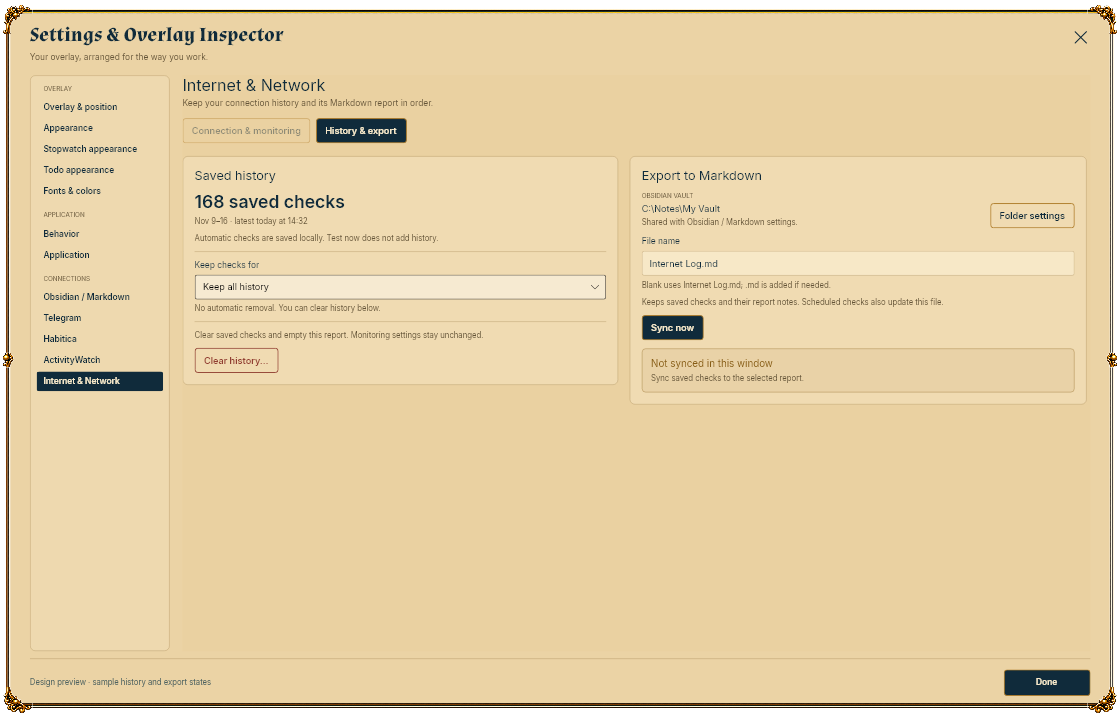 Settings & Overlay Inspector
Your overlay, arranged for the way you work.
OVERLAY
Overlay & position
Appearance
Stopwatch appearance
Todo appearance
Fonts & colors
APPLICATION
Behavior
Application
CONNECTIONS
Obsidian / Markdown
Telegram
Habitica
ActivityWatch
Internet & Network
Internet & Network
Keep your connection history and its Markdown report in order.
Connection & monitoring
History & export
Saved history
168 saved checks
Nov 9–16 · latest today at 14:32
Automatic checks are saved locally. Test now does not add history.
Keep checks for
Keep all history
No automatic removal. You can clear history below.
Clear saved checks and empty this report. Monitoring settings stay unchanged.
Clear history...
Export to Markdown
OBSIDIAN VAULT
C:\Notes\My Vault
Shared with Obsidian / Markdown settings.
Folder settings
File name
Internet Log.md
Blank uses Internet Log.md; .md is added if needed.
Keeps saved checks and their report notes. Scheduled checks also update this file.
Sync now
Not synced in this window
Sync saved checks to the selected report.
Design preview · sample history and export states
Done